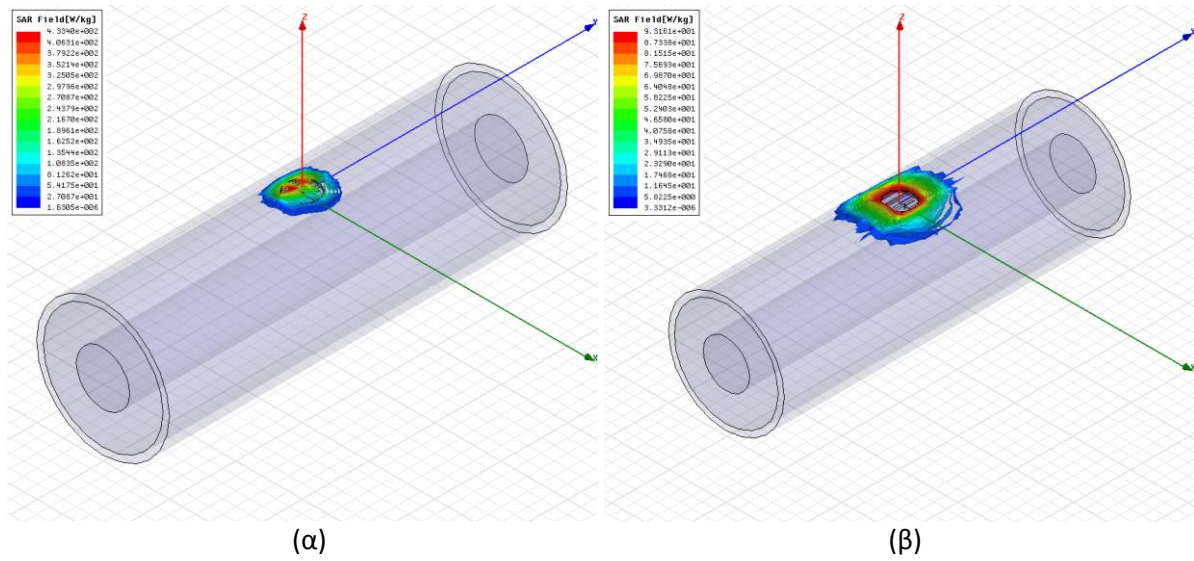 SAR Field[W/kg]
4.3340e+002
4.0631e+002
3.7922e+002
3.5214e+002
3.2505e+002
2.9796e+002
2.7087e+002
2.4379e+002
2.1670e+002
1.8961e+002
1.6252e+002
1.3544e+002
1.0835e+002
8.1262e+001
5.4175e+001
2.7087e+001
1.6305e-006
Z
y
X
SAR Field[W/kg]
9.3161e+001
8.7338e+001
8.1515e+001
7.5693e+001
6.9870e+001
6.4048e+001
5.8225e+001
5.2403e+001
4.6580e+001
4.0758e+001
3.4935e+001
2.9113e+001
2.3290e+001
1.7468e+001
1.1645e+001
5.8225e+000
3.3312e-006
Z
(α)
(β)